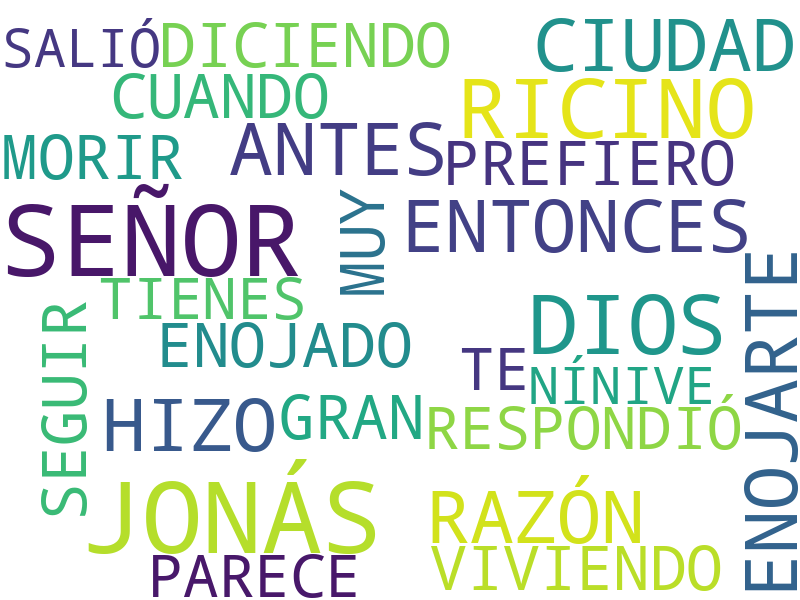 SALIÓ DICIENDO CIUDAD
CUANDO RICINO
MORIR ANTES PREFIERO
SEÑOR MUY ENTONCES
TIENES DIOS ENOJARTE
SEGUIR ENOJADO TE NÍNIVE
HIZO GRAN RESPONDIÓ
JONÁS RAZÓN
PARECE VIVIENDO